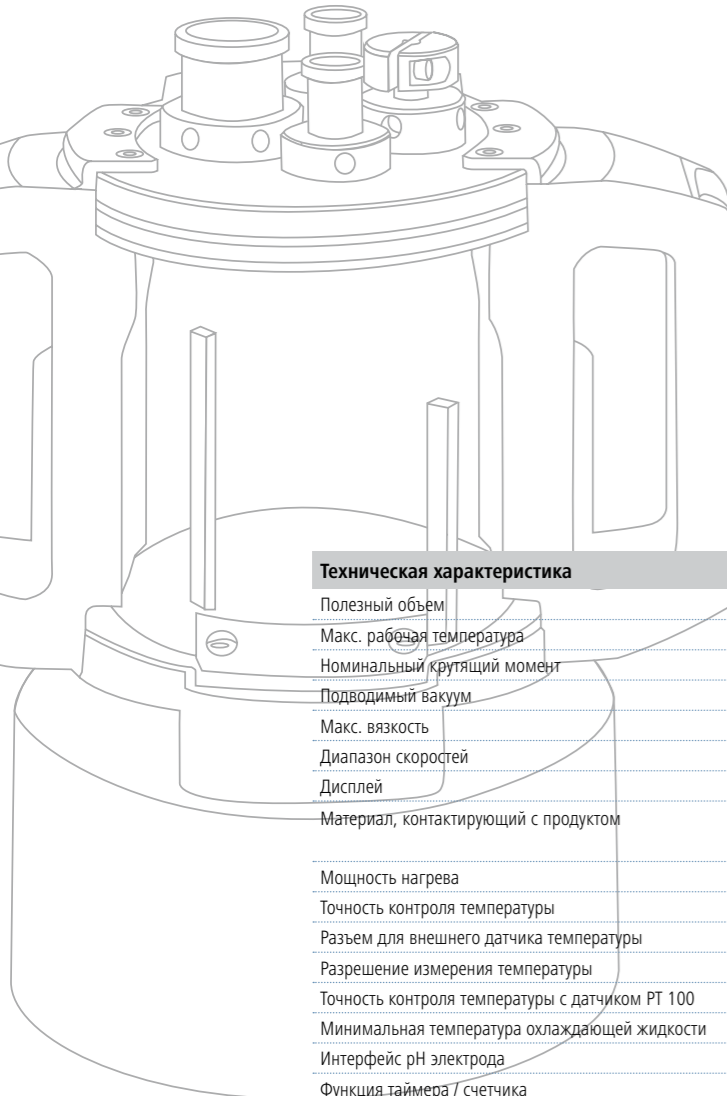 Техническая характеристика
Полезный объем
Макс. рабочая температура
Номинальный крутящий момент
Подводимый вакуум
Макс. вязкость
Диапазон скоростей
Дисплей
Материал, контактирующий с продуктом
Мощность нагрева
Точность контроля температуры
Разъем для внешнего датчика температуры
Разрешение измерения температуры
Точность контроля температуры с датчиком PT 100
Минимальная температура охлаждающей жидкости
Интерфейс pH электрода
Функция таймера / счетчика